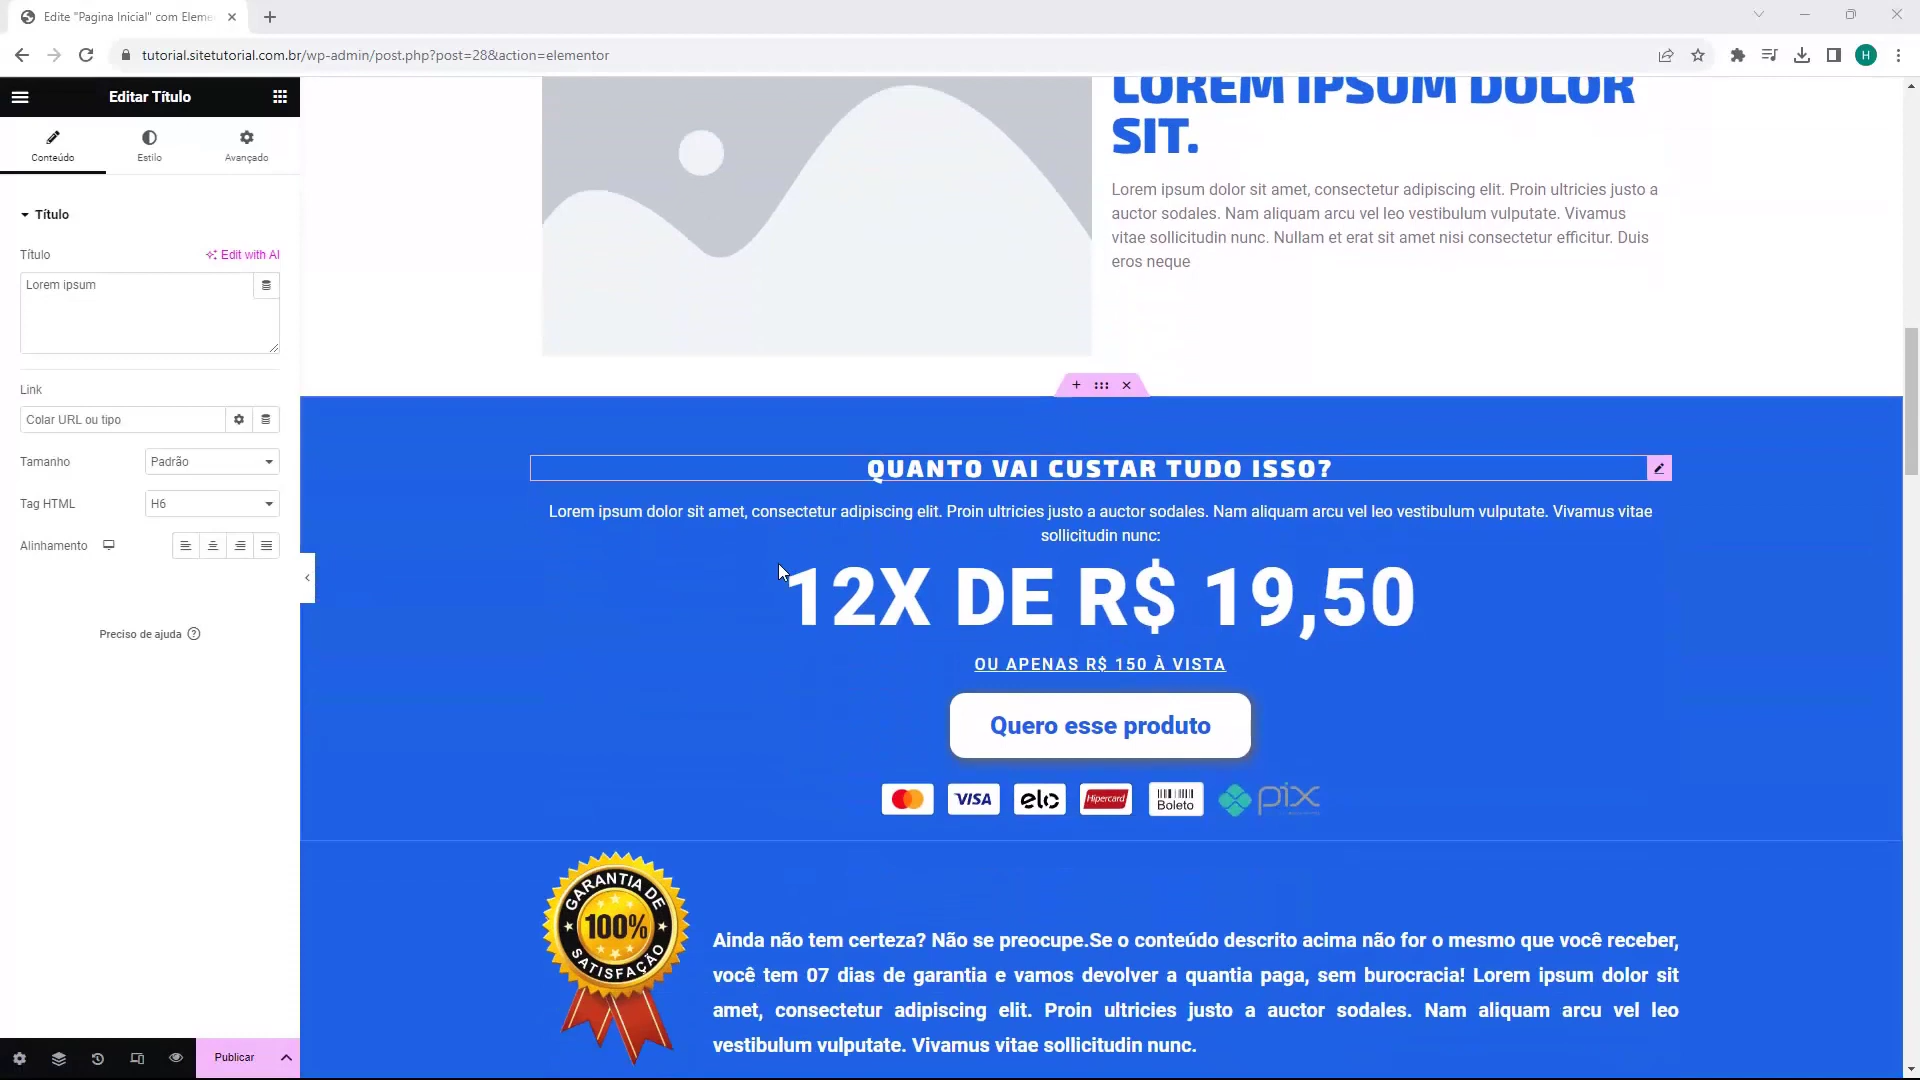 Edite "Pagina Inicial" com Eleme
tutorial.sitetutorial.com.br/wp-admin/post.php?post=28&action=elementor
H
Editar Título
Conteúdo
Estilo
Avançado
Título
Título
Edit with AI
Lorem ipsum
Link
Colar URL ou tipo
Tamanho
Padrão
Tag HTML
H6
Alinhamento
Preciso de ajuda
Publicar
LOREM IPSUM DOLOR
SIT.
Lorem ipsum dolor sit amet, consectetur adipiscing elit. Proin ultricies justo a
auctor sodales. Nam aliquam arcu vel leo vestibulum vulputate. Vivamus
vitae sollicitudin nunc. Nullam et erat sit amet nisi consectetur efficitur. Duis
eros neque
QUANTO VAI CUSTAR TUDO ISSO?
Lorem ipsum dolor sit amet, consectetur adipiscing elit. Proin ultricies justo a auctor sodales. Nam aliquam arcu vel leo vestibulum vulputate. Vivamus vitae
sollicitudin nunc:
12X DE R$ 19,50
OU APENAS R$ 150 À VISTA
Quero esse produto
VISA
elo
Hipercard
Boleto
pix
GARANTIA DE
100%
SATISFAÇÃO
Ainda não tem certeza? Não se preocupe.Se o conteúdo descrito acima não for o mesmo que você receber,
você tem 07 dias de garantia e vamos devolver a quantia paga, sem burocracia! Lorem ipsum dolor sit
amet, consectetur adipiscing elit. Proin ultricies justo a auctor sodales. Nam aliquam arcu vel leo
vestibulum vulputate. Vivamus vitae sollicitudin nunc.